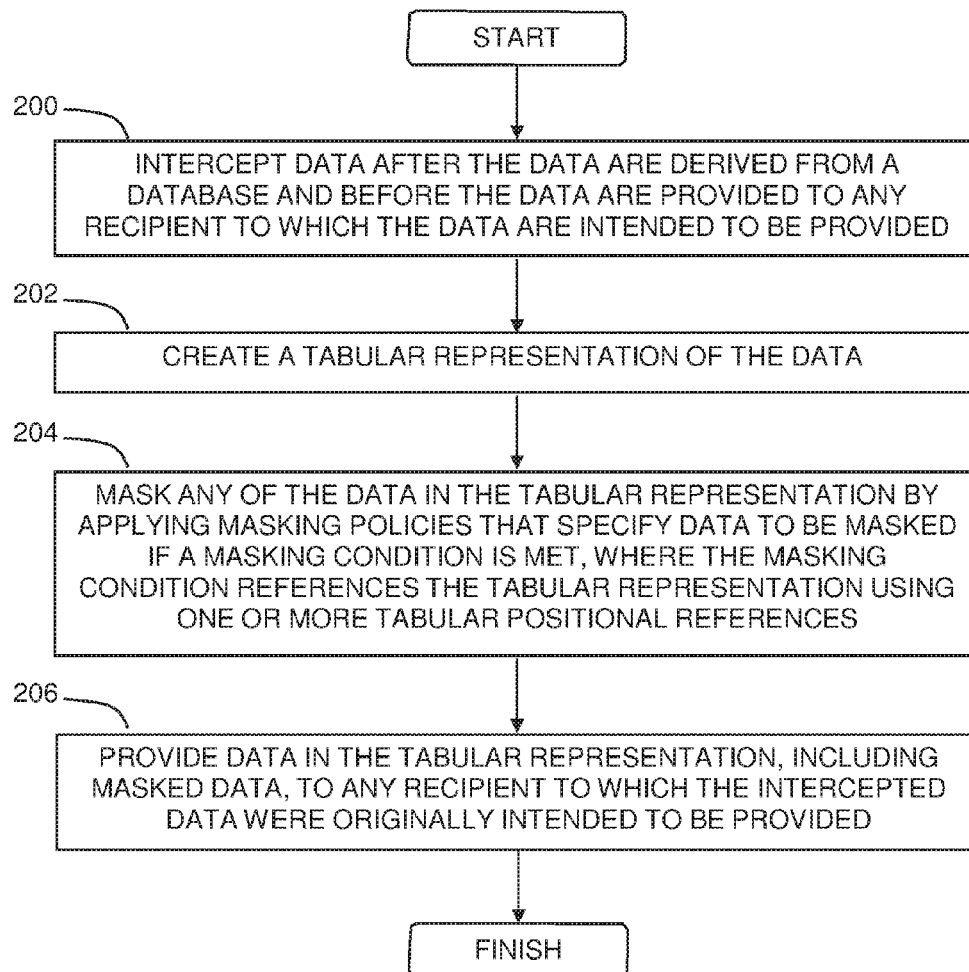 START
200
INTERCEPT DATA AFTER THE DATA ARE DERIVED FROM A
DATABASE AND BEFORE THE DATA ARE PROVIDED TO ANY
RECIPIENT TO WHICH THE DATA ARE INTENDED TO BE PROVIDED
202
CREATE A TABULAR REPRESENTATION OF THE DATA
204
MASK ANY OF THE DATA IN THE TABULAR REPRESENTATION BY
APPLYING MASKING POLICIES THAT SPECIFY DATA TO BE MASKED
IF A MASKING CONDITION IS MET, WHERE THE MASKING
CONDITION REFERENCES THE TABULAR REPRESENTATION USING
ONE OR MORE TABULAR POSITIONAL REFERENCES
206
PROVIDE DATA IN THE TABULAR REPRESENTATION, INCLUDING
MASKED DATA, TO ANY RECIPIENT TO WHICH THE INTERCEPTED
DATA WERE ORIGINALLY INTENDED TO BE PROVIDED
FINISH